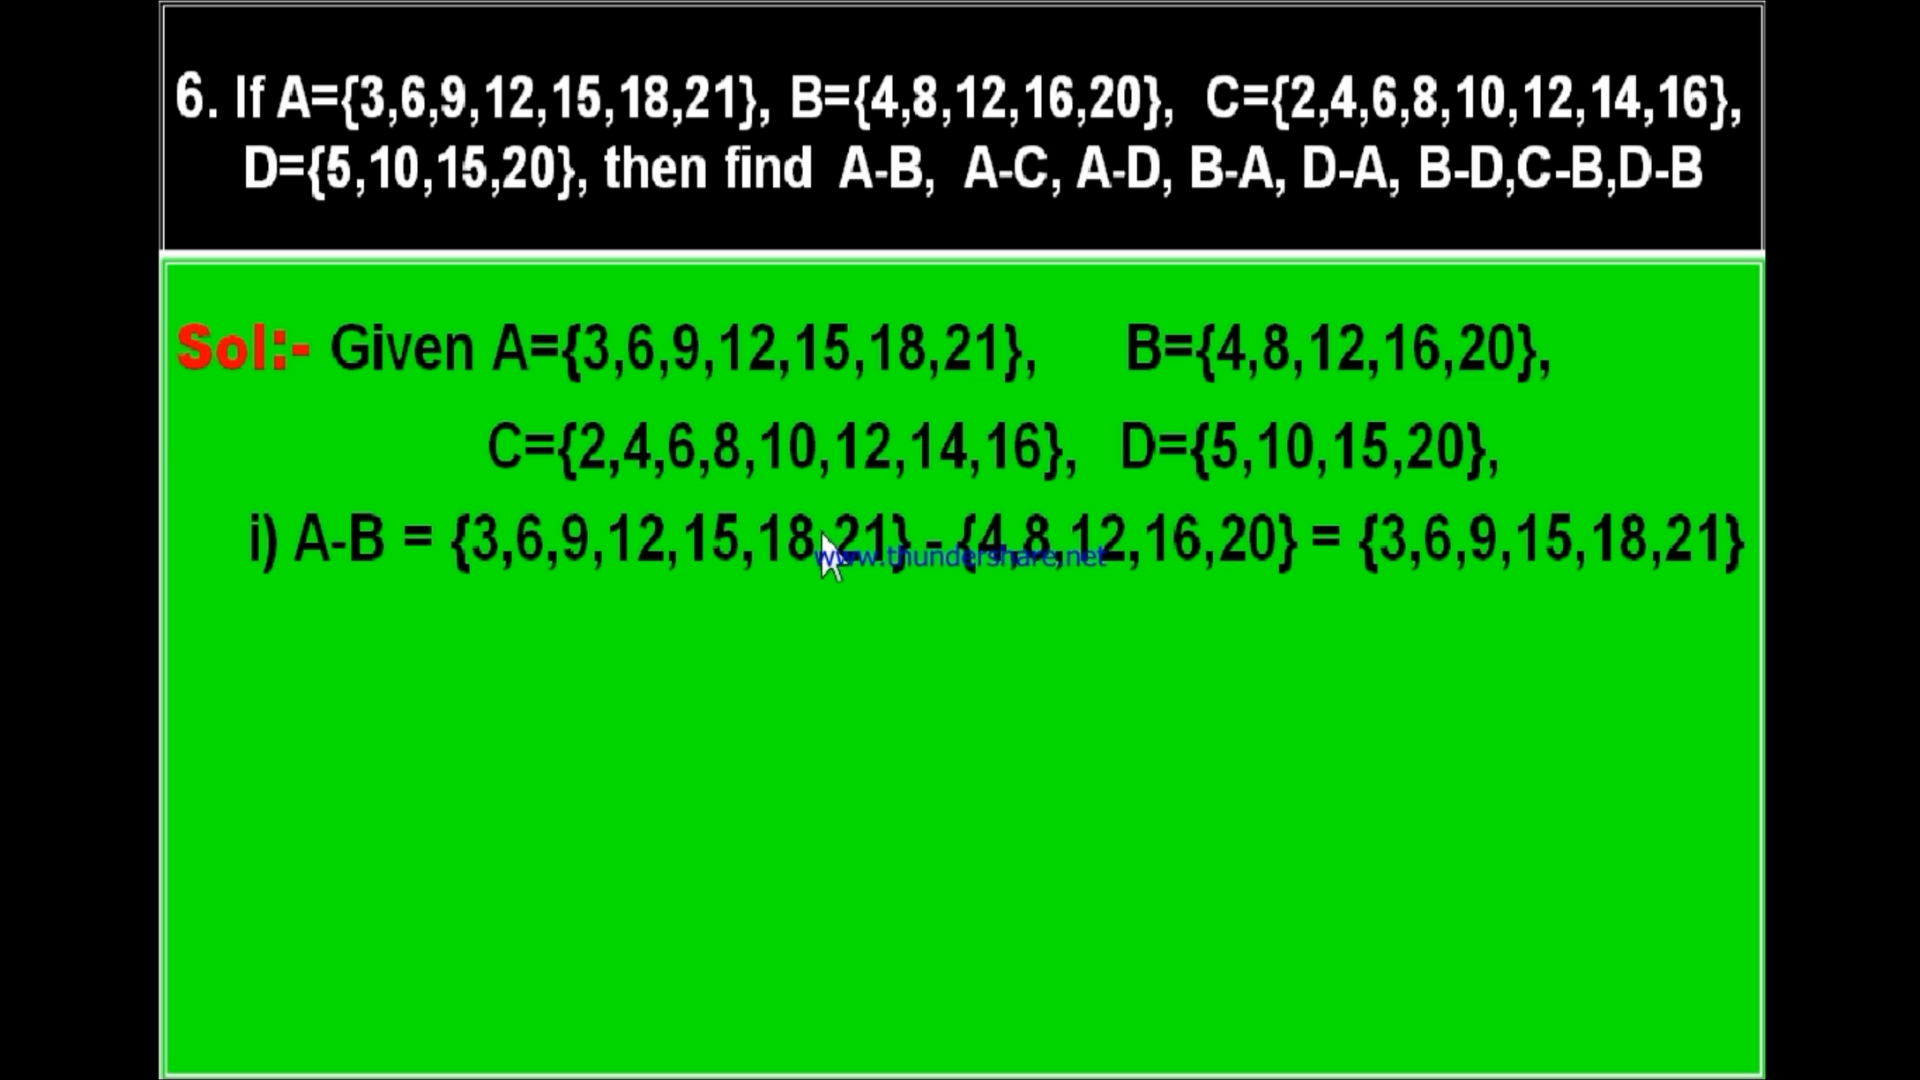 6. If A={3,6,9,12,15,18,21}, B={4,8,12,16,20}, C={2,4,6,8,10,12,14,16},
D={5,10,15,20}, then find A-B, A-C, A-D, B-A, D-A, B-D,C-B,D-B
Sol:- Given A={3,6,9,12,15,18,21}, B={4,8,12,16,20},
C={2,4,6,8,10,12,14,16}, D={5,10,15,20},
i) A-B = {3,6,9,12,15,18,21} - {4,8,12,16,20} = {3,6,9,15,18,21}
www.thundershare.net